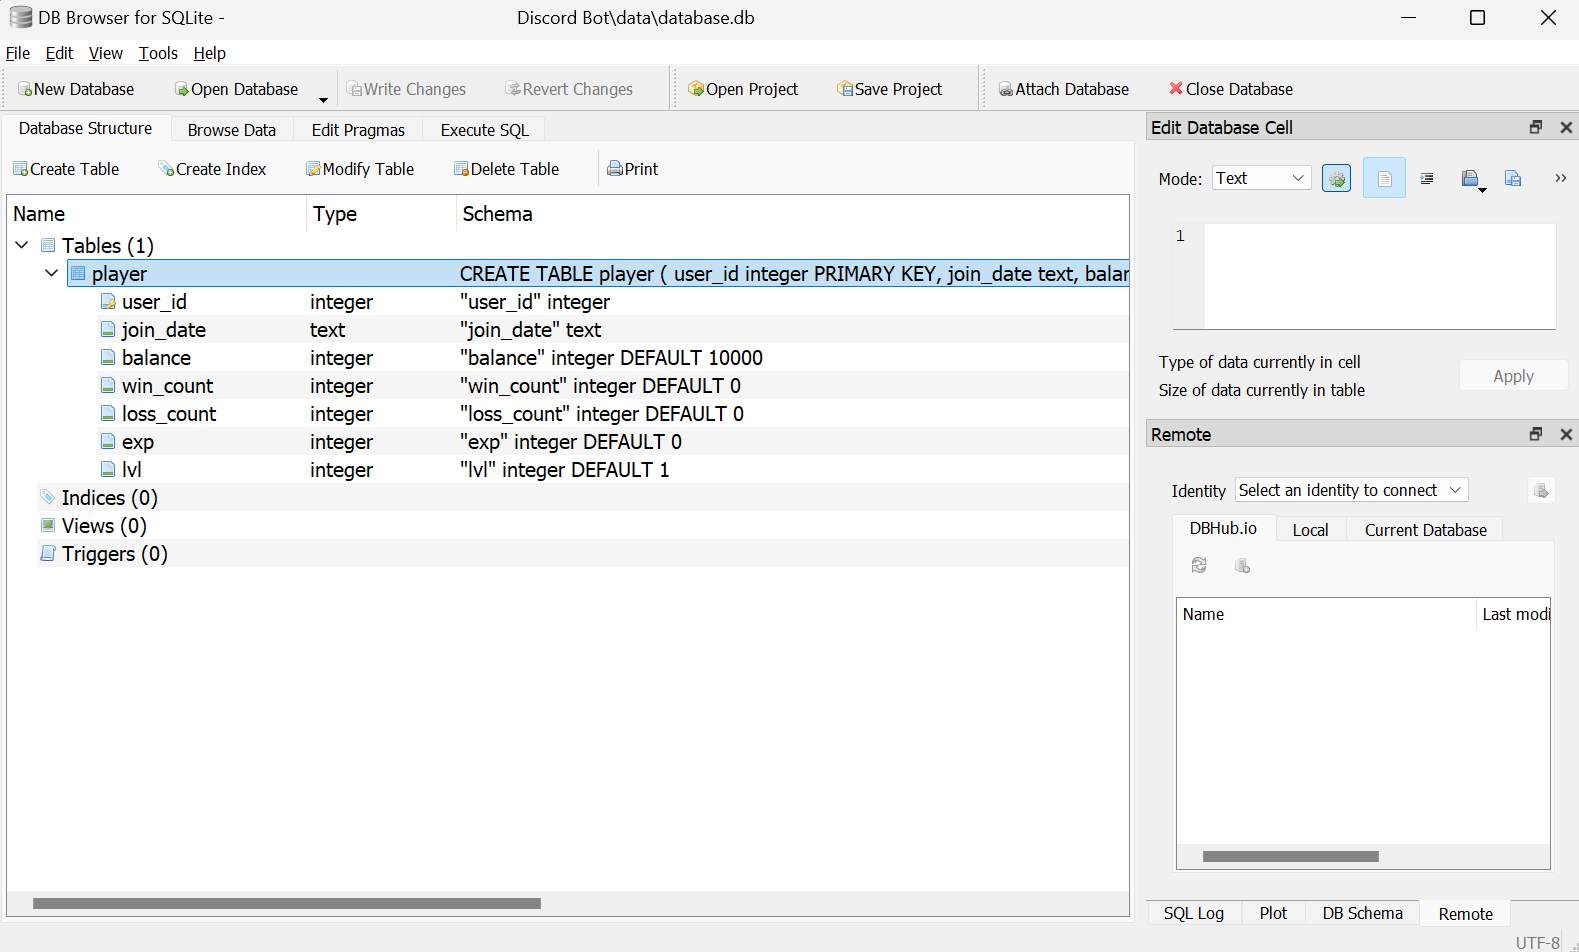 DB Browser for SQLite - Discord Bot\data\database.db
File Edit View Tools Help
New Database Open Database Write Changes Revert Changes Open Project Save Project Attach Database Close Database
Database Structure Browse Data Edit Pragmas Execute SQL
Create Table Create Index Modify Table Delete Table Print
Name Type Schema
Tables (1)
player CREATE TABLE player ( user_id integer PRIMARY KEY, join_date text, balar
user_id integer "user_id" integer
join_date text "join_date" text
balance integer "balance" integer DEFAULT 10000
win_count integer "win_count" integer DEFAULT 0
loss_count integer "loss_count" integer DEFAULT 0
exp integer "exp" integer DEFAULT 0
lvl integer "lvl" integer DEFAULT 1
Indices (0)
Views (0)
Triggers (0)
Edit Database Cell
Mode: Text
1
Type of data currently in cell
Size of data currently in table
Apply
Remote
Identity Select an identity to connect
DBHub.io Local Current Database
Name Last modi
SQL Log Plot DB Schema Remote
UTF-8